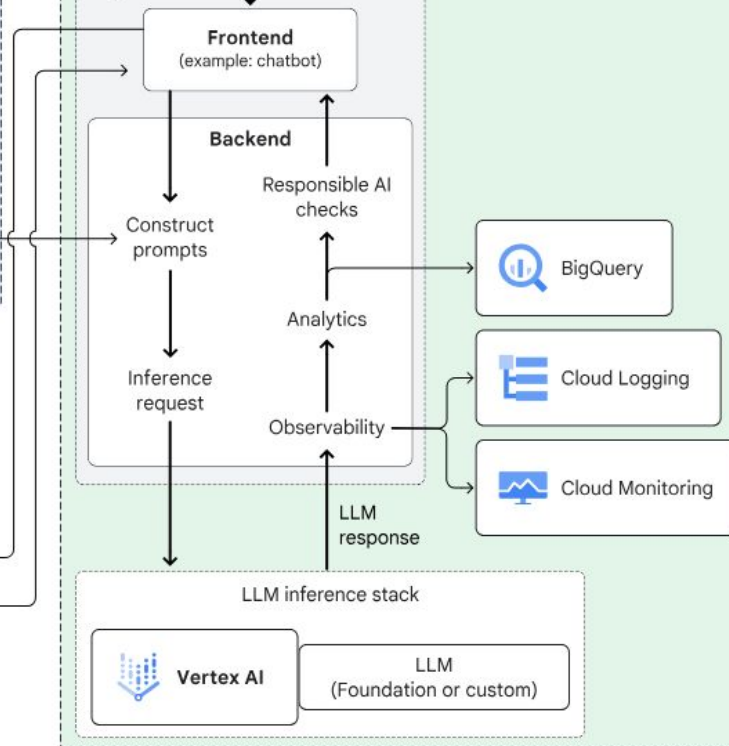 Frontend
(example: chatbot)
Backend
Responsible AI
checks
Construct
prompts
BigQuery
Analytics
Cloud Logging
Inference
request
Observability
Cloud Monitoring
LLM
response
LLM inference stack
Vertex AI
LLM
(Foundation or custom)